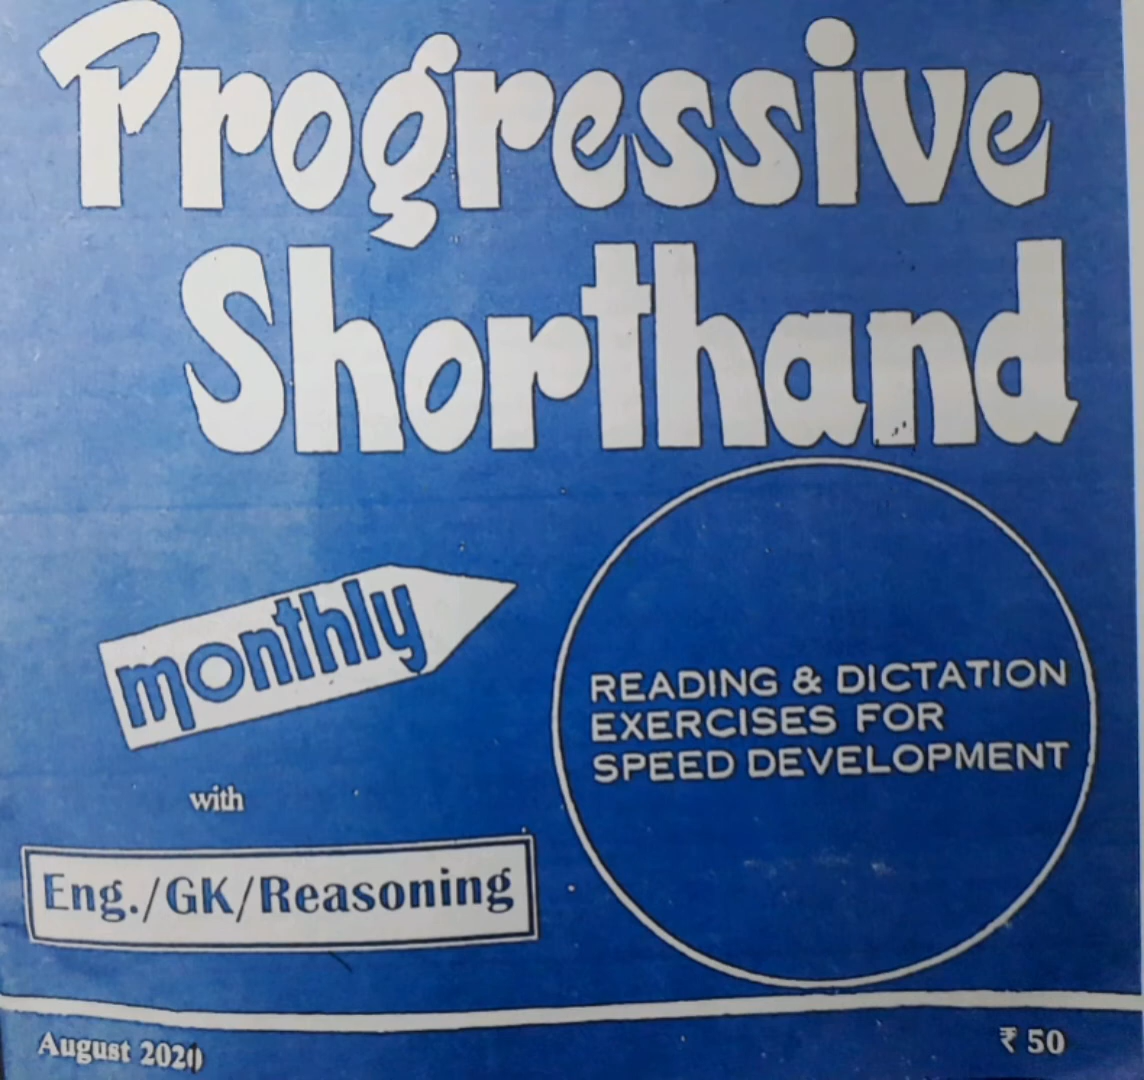 Progressive
Shorthand
monthly
READING & DICTATION
EXERCISES FOR
SPEED DEVELOPMENT
with
Eng./GK/Reasoning
August 2020
₹ 50